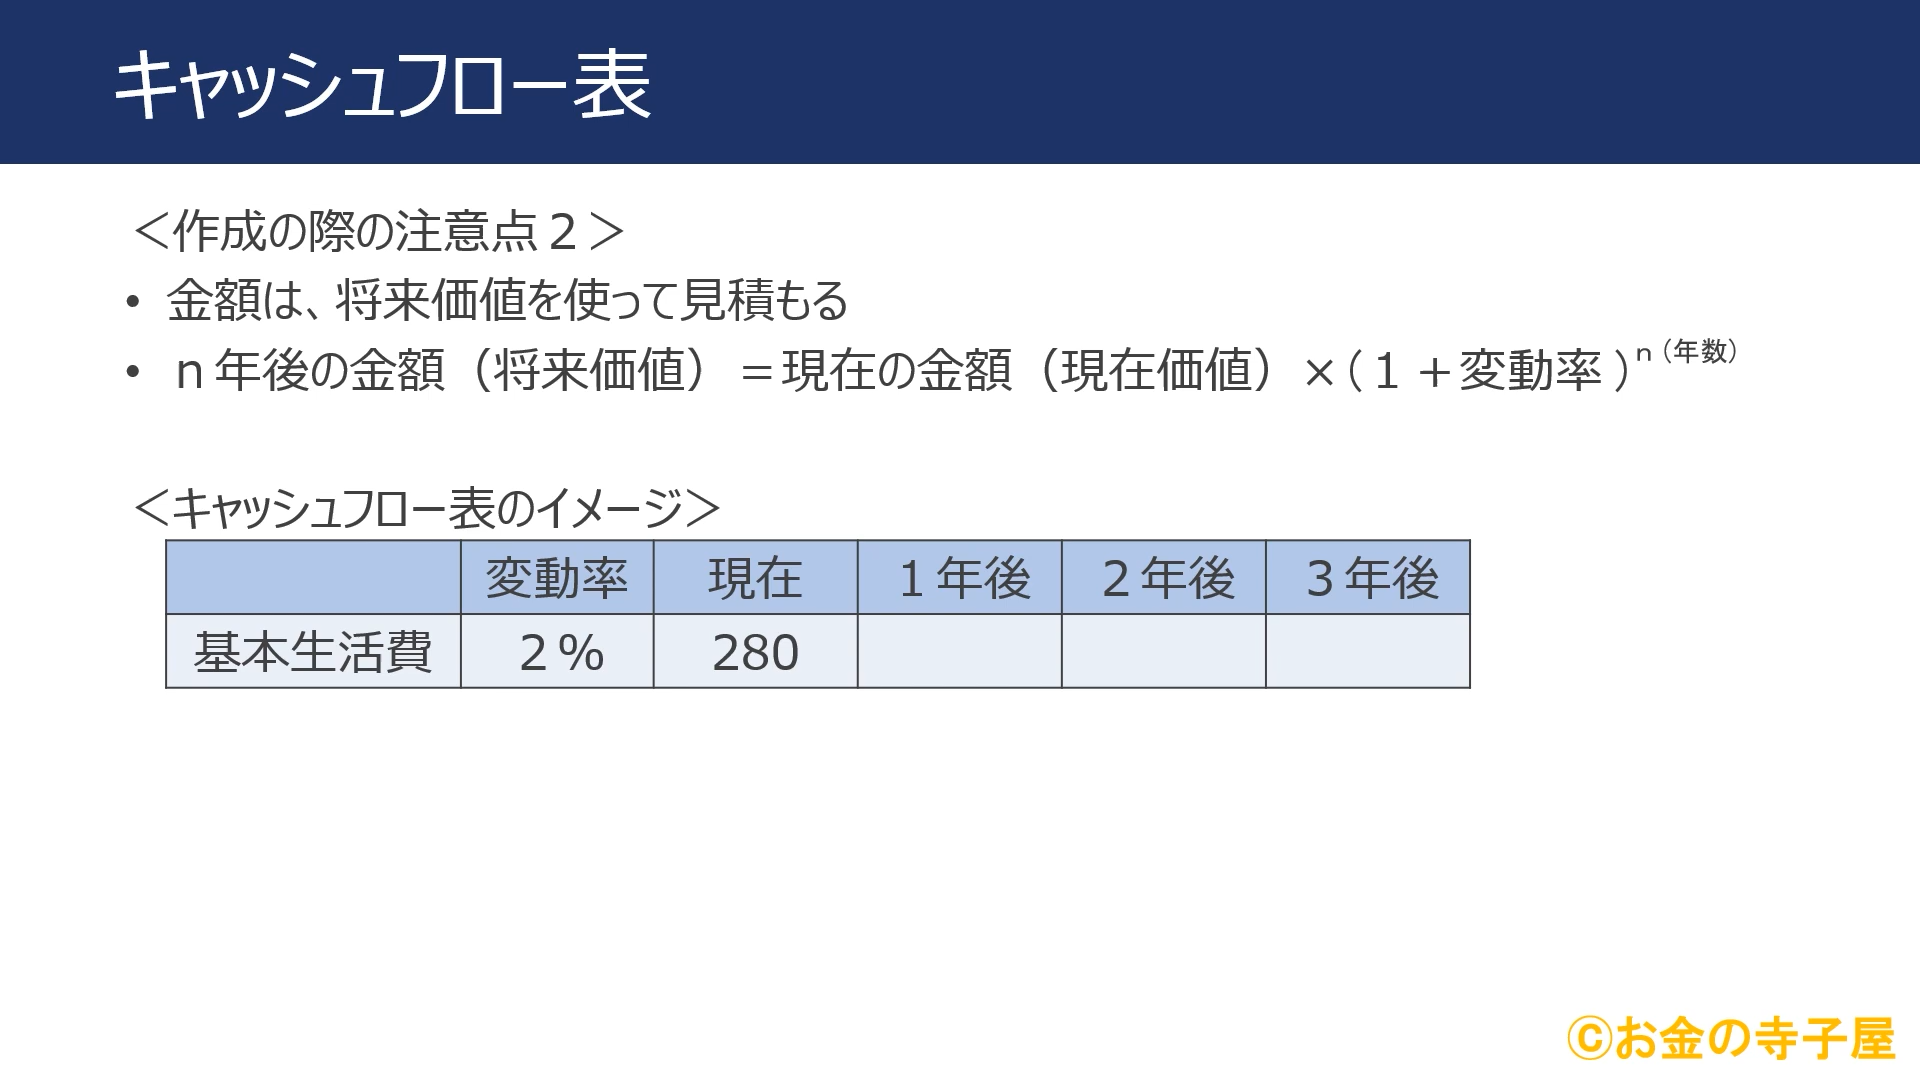 キャッシュフロー表
＜作成の際の注意点２＞
• 金額は、将来価値を使って見積もる
• ｎ年後の金額（将来価値）＝現在の金額（現在価値）×（１＋変動率）ⁿ（年数）
＜キャッシュフロー表のイメージ＞
変動率 現在 １年後 ２年後 ３年後
基本生活費 ２％ 280
©お金の寺子屋